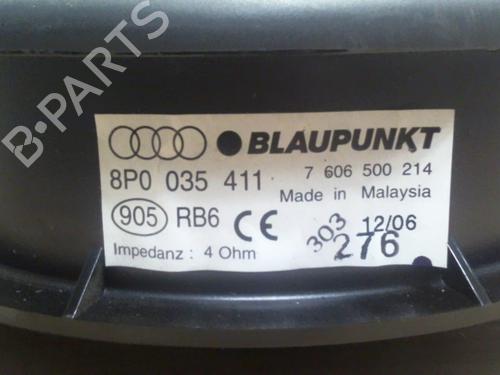 B-PARTS
BLAUPUNKT
8P0 035 411 7 606 500 214
Made in Malaysia
905 RB6 CE 303 12/06
276
Impedanz : 4 Ohm